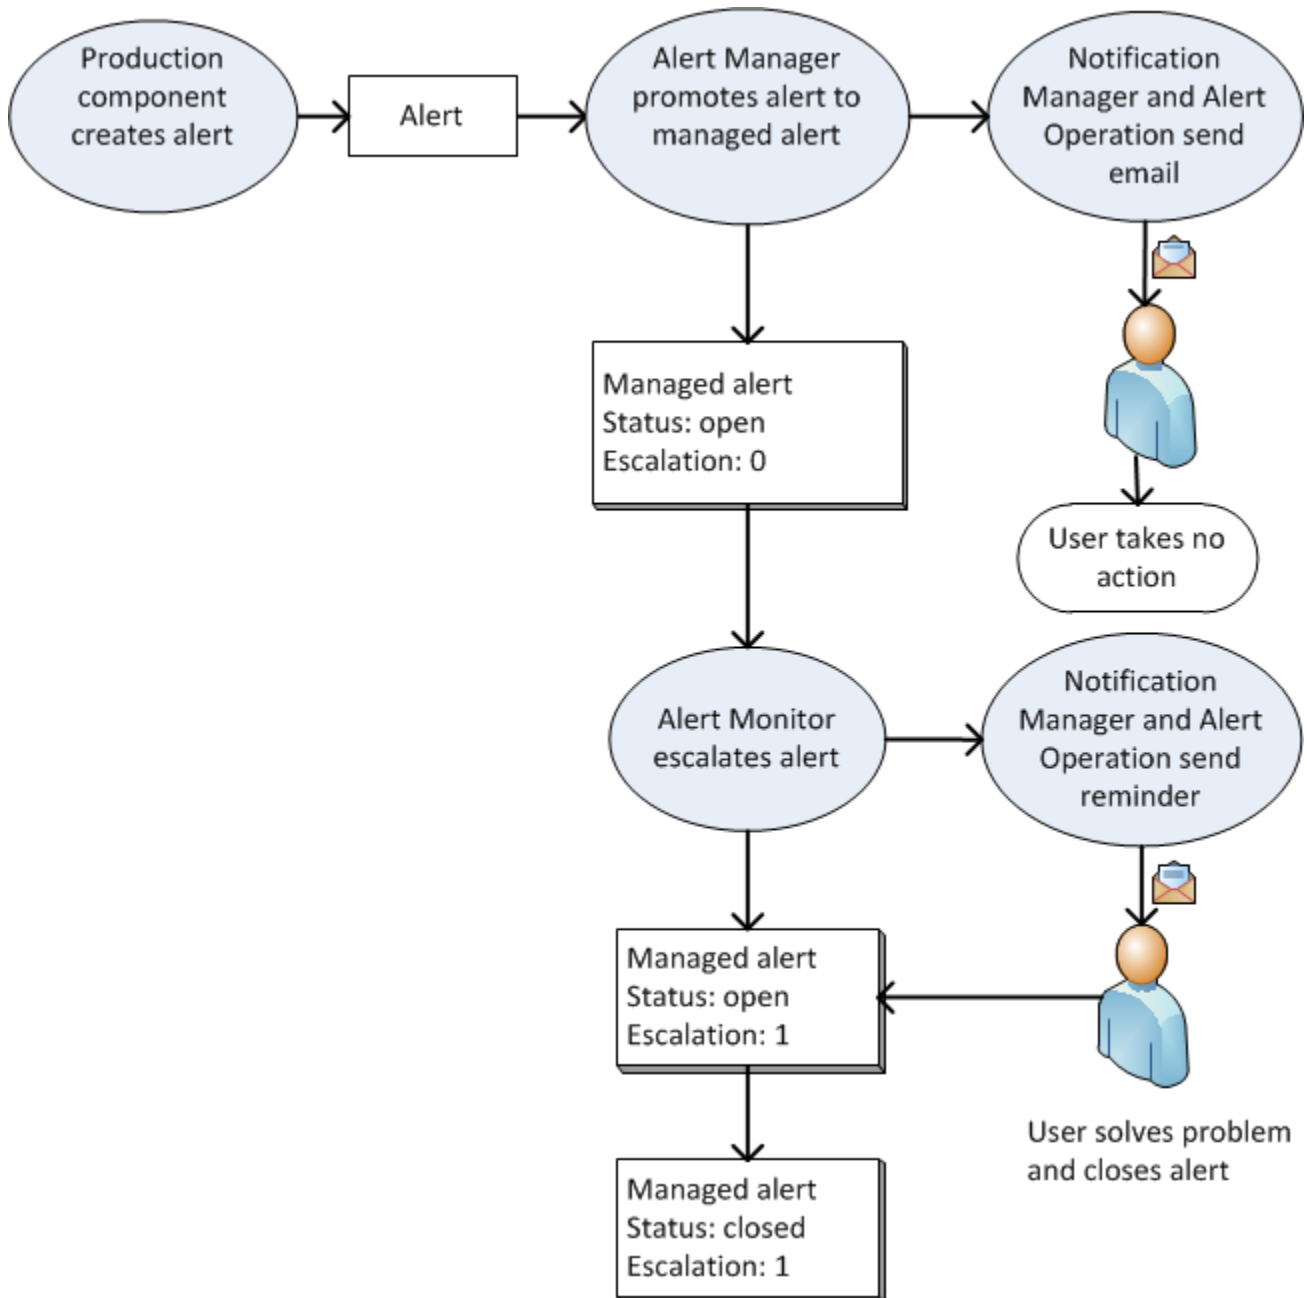 Production
component
creates alert
Alert
Alert Manager
promotes alert to
managed alert
Notification
Manager and Alert
Operation send
email
Managed alert
Status: open
Escalation: 0
User takes no
action
Alert Monitor
escalates alert
Notification
Manager and Alert
Operation send
reminder
Managed alert
Status: open
Escalation: 1
User solves problem
and closes alert
Managed alert
Status: closed
Escalation: 1